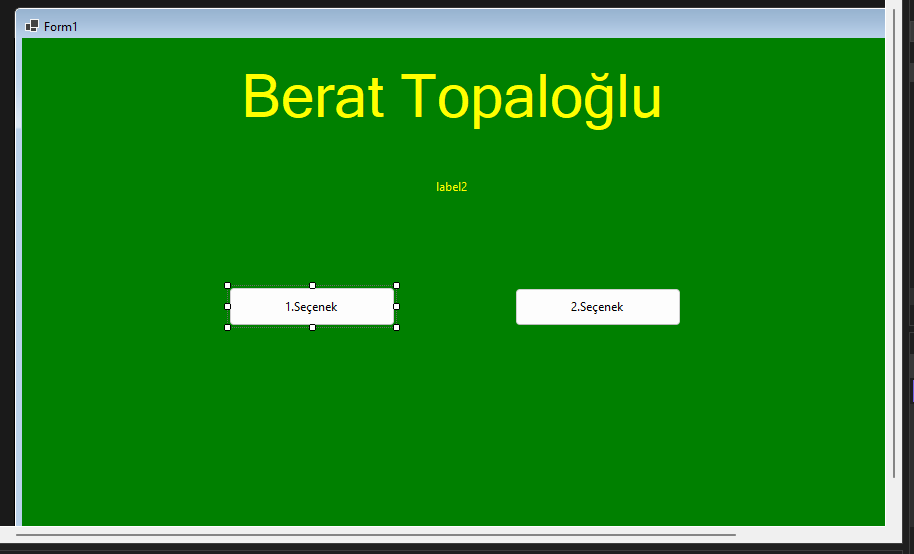 Form1
Berat Topaloğlu
label2
1.Seçenek
2.Seçenek